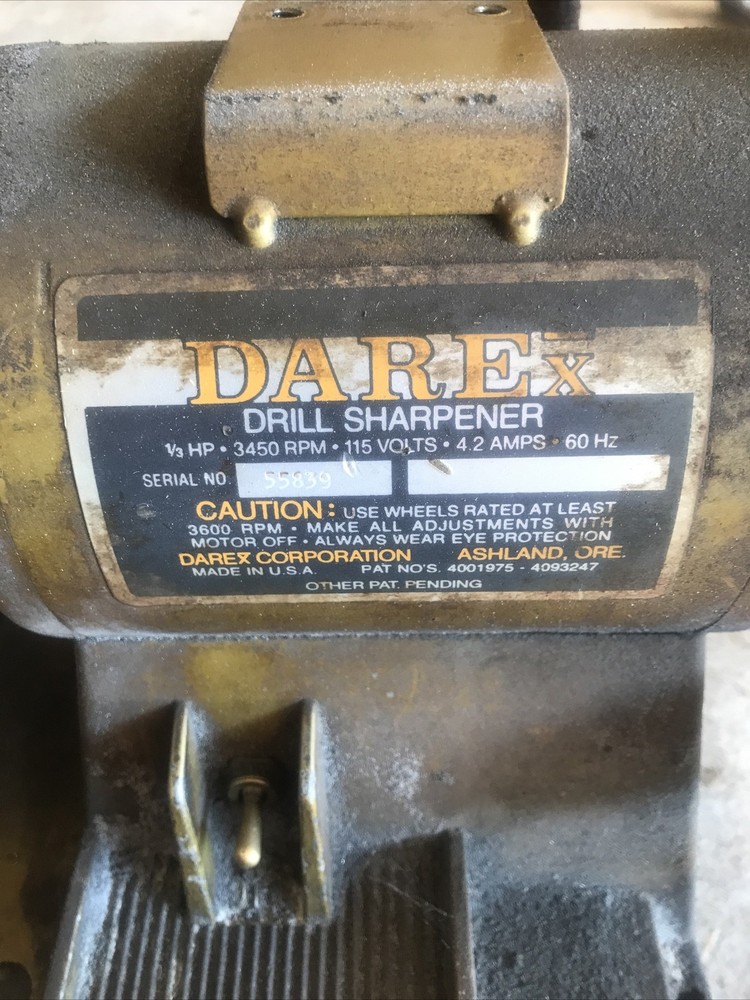 DAREX
DRILL SHARPENER
1/3 HP • 3450 RPM • 115 VOLTS • 4.2 AMPS • 60 Hz
SERIAL NO. 55839
CAUTION: USE WHEELS RATED AT LEAST
3600 RPM • MAKE ALL ADJUSTMENTS WITH
MOTOR OFF • ALWAYS WEAR EYE PROTECTION
DAREX CORPORATION ASHLAND, ORE.
MADE IN U.S.A. PAT NO'S. 4001975 - 4093247
OTHER PAT. PENDING